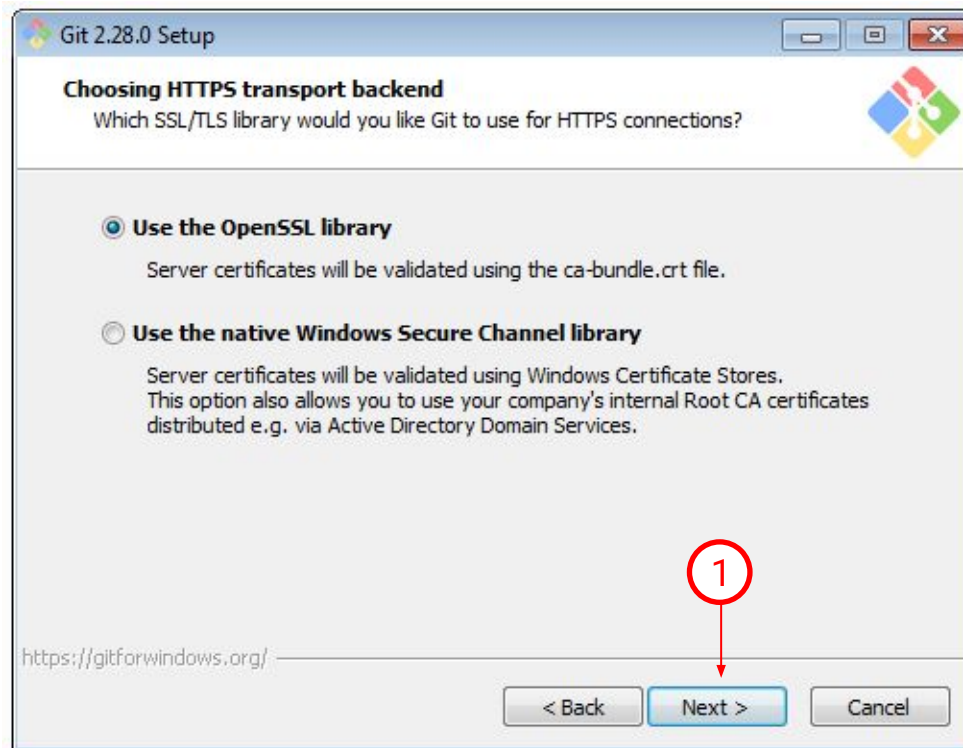 Git 2.28.0 Setup
Choosing HTTPS transport backend
Which SSL/TLS library would you like Git to use for HTTPS connections?
Use the OpenSSL library
Server certificates will be validated using the ca-bundle.crt file.
Use the native Windows Secure Channel library
Server certificates will be validated using Windows Certificate Stores.
This option also allows you to use your company's internal Root CA certificates
distributed e.g. via Active Directory Domain Services.
1
https://gitforwindows.org/
< Back
Next >
Cancel